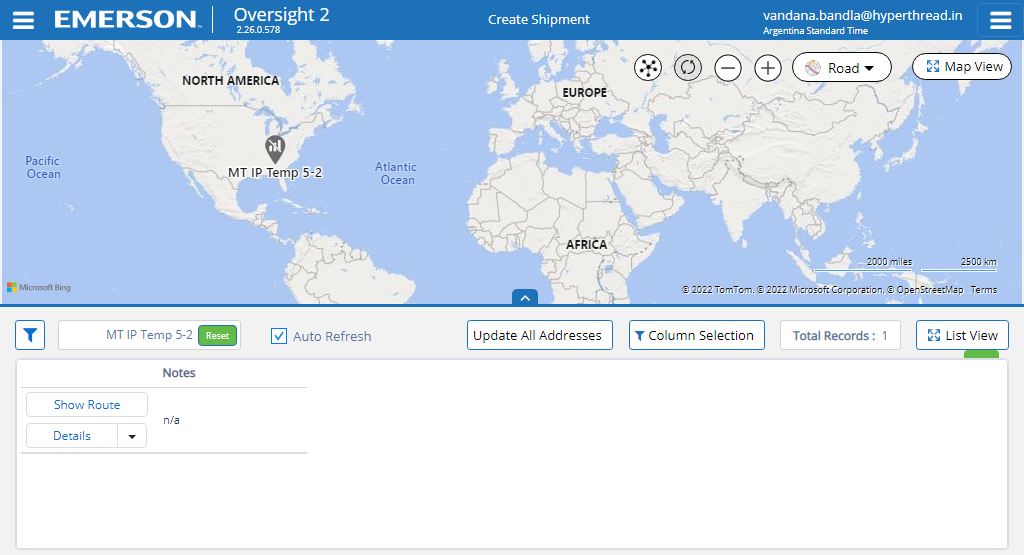 EMERSON
Oversight 2
2.26.0.578
Create Shipment
vandana.bandla@hyperthread.in
Argentina Standard Time
NORTH AMERICA
EUROPE
Road
Map View
Pacific
Ocean
Atlantic
Ocean
MT IP Temp 5-2
AFRICA
2000 miles
2500 km
Microsoft Bing
© 2022 TomTom, © 2022 Microsoft Corporation, © OpenStreetMap Terms
MT IP Temp 5-2
Reset
Auto Refresh
Update All Addresses
Column Selection
Total Records : 1
List View
Notes
Show Route
n/a
Details